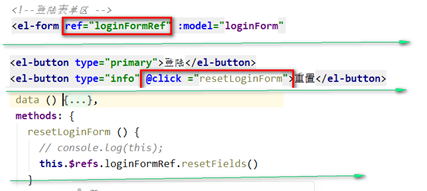 <!--登陆表单区 -->
<el-form ref="loginFormRef" :model="loginForm"
<el-button type="primary">登陆</el-button>
<el-button type="info" @click ="resetLoginForm">重置</el-button>
data () {...},
methods: {
resetLoginForm () {
// console.log(this);
this.$refs.loginFormRef.resetFields()
}